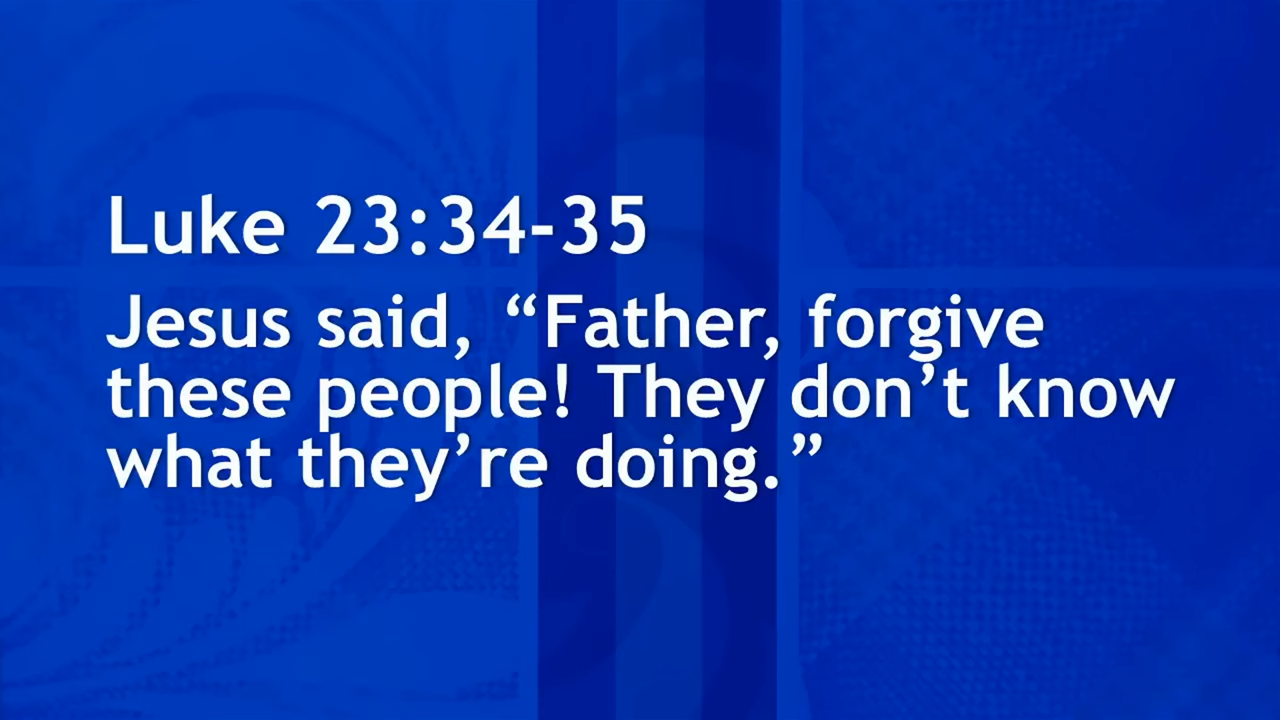 Luke 23:34-35
Jesus said, “Father, forgive
these people! They don’t know
what they’re doing.”